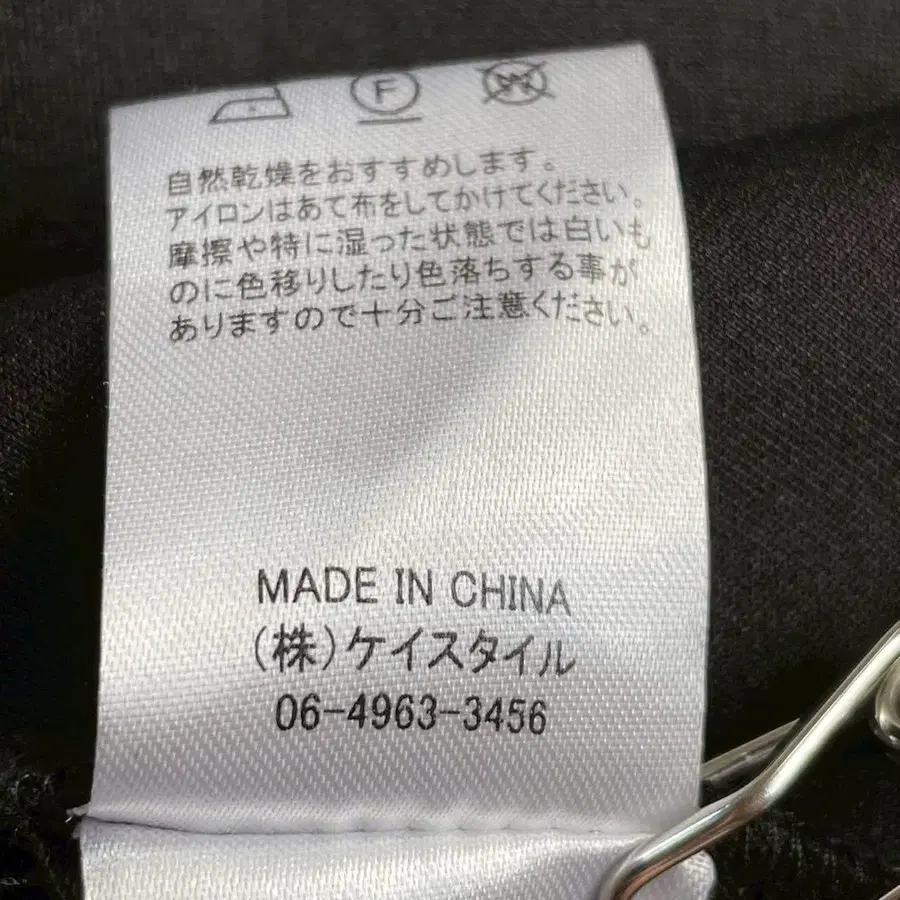 F W
自然乾燥をおすすめします。
アイロンはあて布をしてかけてください。
摩擦や特に湿った状態では白いも
のに色移りしたり色落ちする事が
ありますので十分ご注意ください。
MADE IN CHINA
(株)ケイスタイル
06-4963-3456